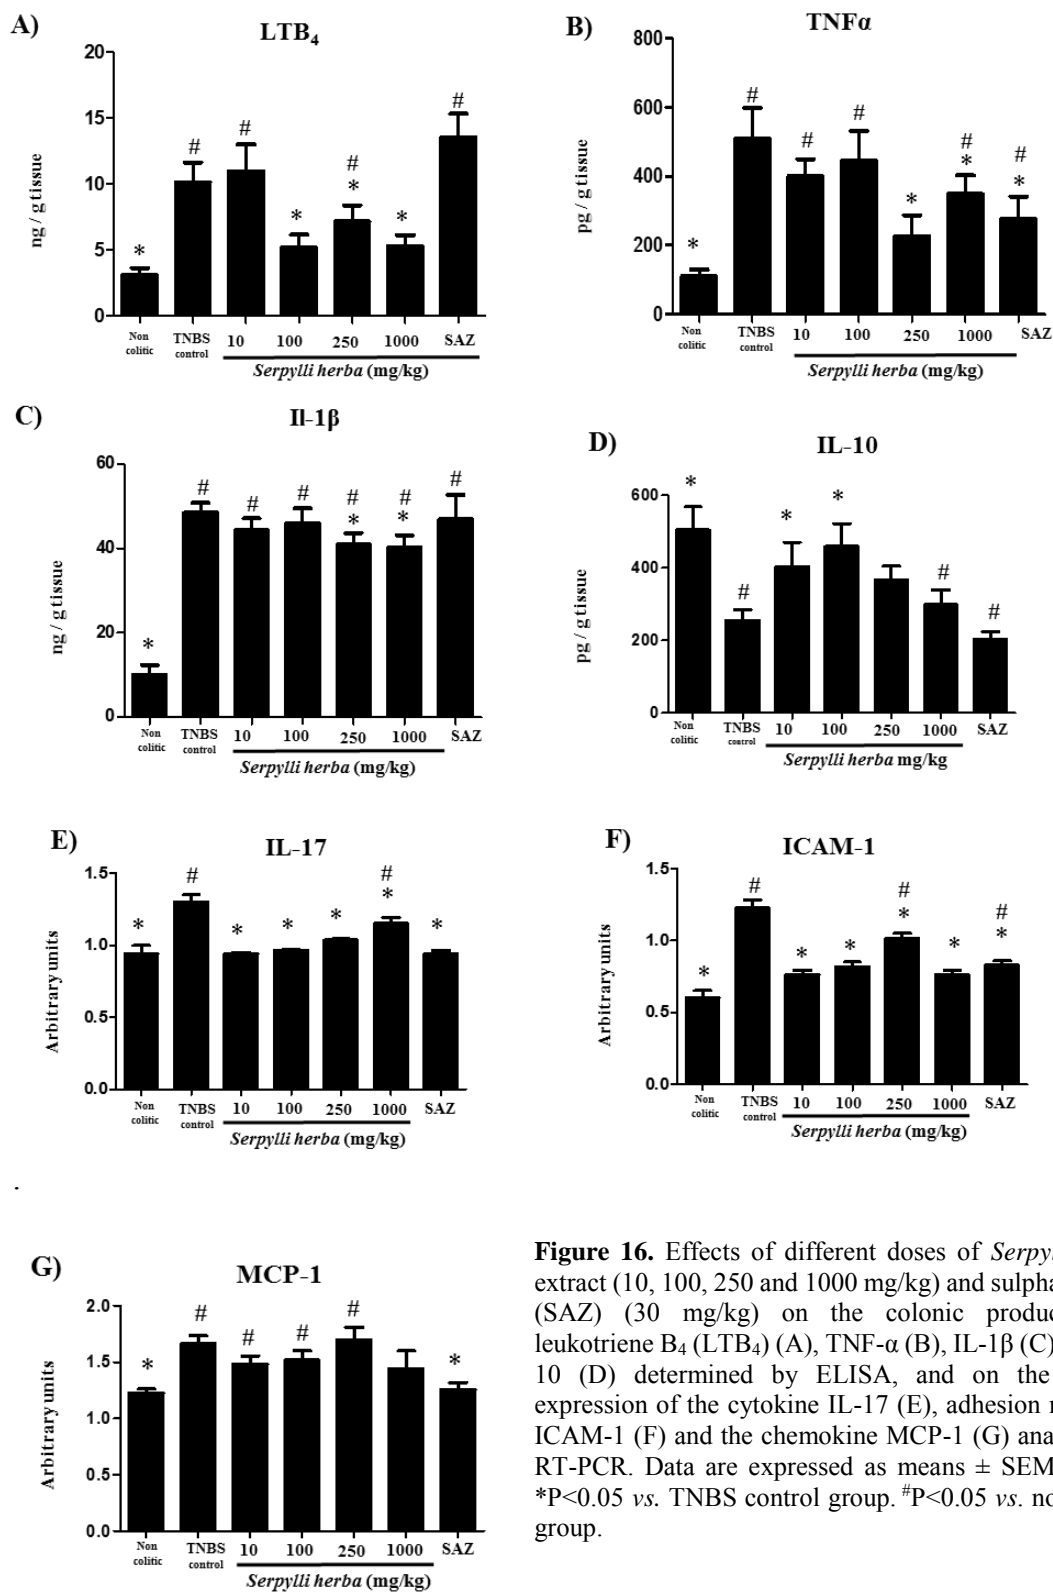 A)
LTB4
20
15
10
5
0
ng / g tissue
# # # * # * * #
*
Non colitic
TNBS control
10 100 250 1000 SAZ
Serpylli herba (mg/kg)
B)
TNFα
800
600
400
200
0
pg / g tissue
* # # # * # * # *
Non colitic
TNBS control
10 100 250 1000 SAZ
Serpylli herba (mg/kg)
C)
Il-1β
60
40
20
0
ng / g tissue
* # # # # * # * #
Non colitic
TNBS control
10 100 250 1000 SAZ
Serpylli herba (mg/kg)
D)
IL-10
600
400
200
0
pg / g tissue
* # * * # #
Non colitic
TNBS control
10 100 250 1000 SAZ
Serpylli herba mg/kg
E)
IL-17
1.5
1.0
0.5
0.0
Arbitrary units
* # * * * # * *
Non colitic
TNBS control
10 100 250 1000 SAZ
Serpylli herba (mg/kg)
F)
ICAM-1
1.5
1.0
0.5
0.0
Arbitrary units
* # * * # * * # *
Non colitic
TNBS control
10 100 250 1000 SAZ
Serpylli herba (mg/kg)
.
G)
MCP-1
2.0
1.5
1.0
0.5
0.0
Arbitrary units
* # # # # *
Non colitic
TNBS control
10 100 250 1000 SAZ
Serpylli herba (mg/kg)
Figure 16. Effects of different doses of Serpyl
extract (10, 100, 250 and 1000 mg/kg) and sulpha
(SAZ) (30 mg/kg) on the colonic produc
leukotriene B4 (LTB4) (A), TNF-α (B), IL-1β (C)
10 (D) determined by ELISA, and on the
expression of the cytokine IL-17 (E), adhesion
ICAM-1 (F) and the chemokine MCP-1 (G) ana
RT-PCR. Data are expressed as means ± SEM
*P<0.05 vs. TNBS control group. #P<0.05 vs. no
group.